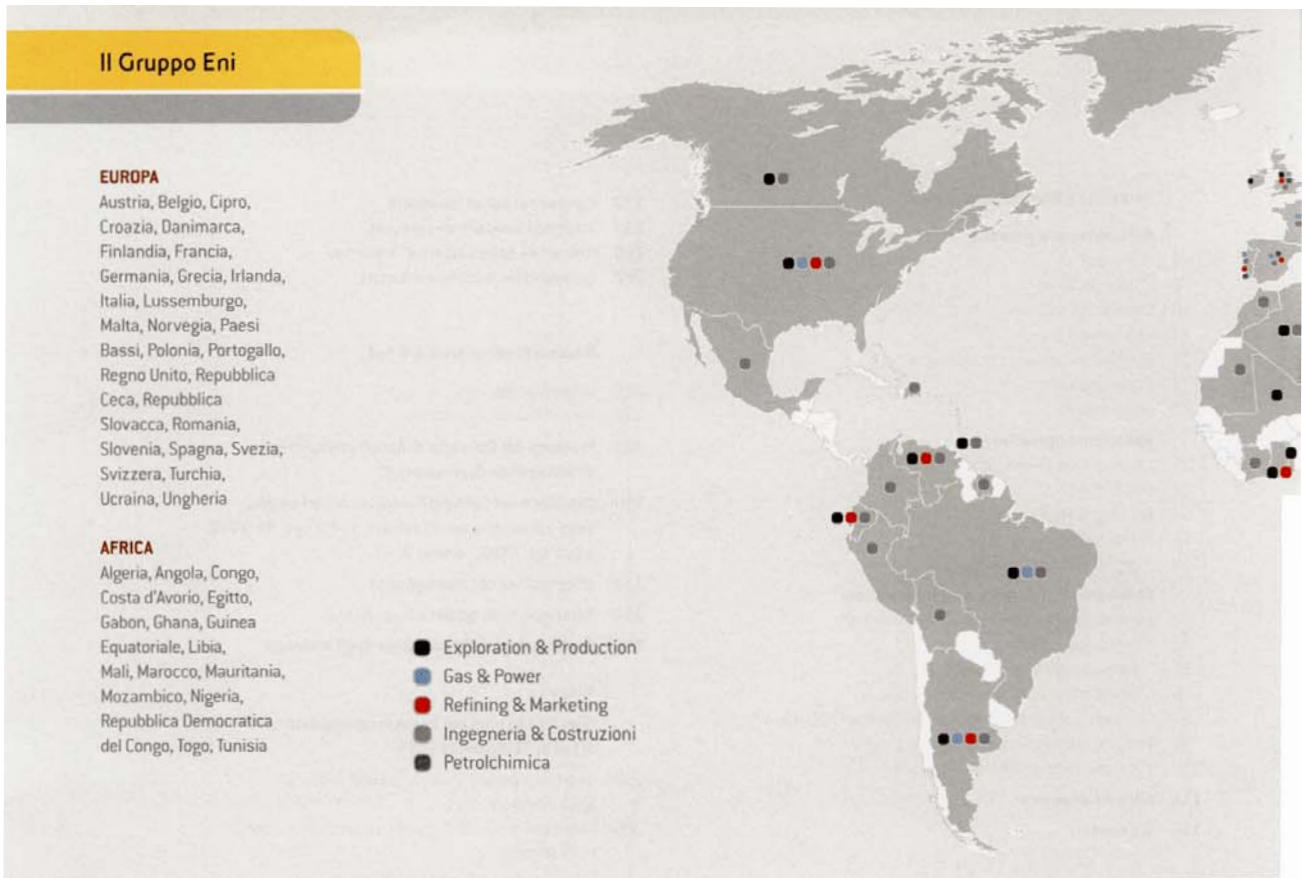 Il Gruppo Eni
EUROPA
Austria, Belgio, Cipro,
Croazia, Danimarca,
Finlandia, Francia,
Germania, Grecia, Irlanda,
Italia, Lussemburgo,
Malta, Norvegia, Paesi
Bassi, Polonia, Portogallo,
Regno Unito, Repubblica
Ceca, Repubblica
Slovacca, Romania,
Slovenia, Spagna, Svezia,
Svizzera, Turchia,
Ucraina, Ungheria
AFRICA
Algeria, Angola, Congo,
Costa d'Avorio, Egitto,
Gabon, Ghana, Guinea
Equatoriale, Libia,
Mali, Marocco, Mauritania,
Mozambico, Nigeria,
Repubblica Democratica
del Congo, Togo, Tunisia
Exploration & Production
Gas & Power
Refining & Marketing
Ingegneria & Costruzioni
Petrolchimica